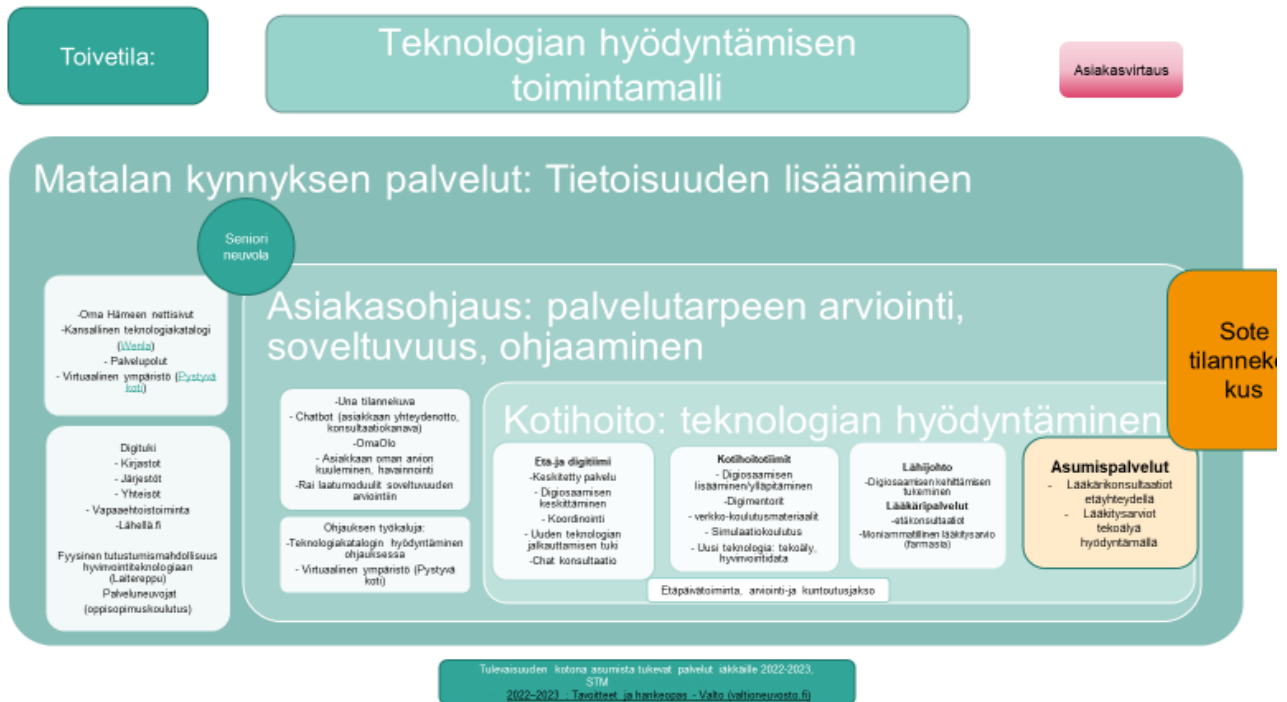 Toivetila:
Teknologian hyödyntämisen
toimintamalli
Asiakasvirtaus
Matalan kynnyksen palvelut: Tietoisuuden lisääminen
Seniori
neuvola
-Oma Hämeen nettisivut
-Kansallinen teknologiakatalogi
(Wenla)
- Palvelupolut
- Virtuaalinen ympäristö (Pystyvä
koti)
Digituki
- Kirjastot
- Järjestöt
- Yhteisöt
- Vapaaehtoistoiminta
-Lähellä.fi
Fyysinen tutustumismahdollisuus
hyvinvointiteknologiaan
(Laitereppu)
Palveluneuvojat
(oppisopimuskoulutus)
Asiakasohjaus: palvelutarpeen arviointi,
soveltuvuus, ohjaaminen
-Una tilannekuva
- Chatbot (asiakkaan yhteydenotto,
konsultaatiokanava)
-OmaOlo
- Asiakkaan oman arvion
kuuleminen, havainnointi
-Rai laatumoduulit soveltuvuuden
arviointiin
Ohjauksen työkaluja:
-Teknologiakatalogin hyödyntäminen
ohjauksessa
- Virtuaalinen ympäristö (Pystyvä
koti)
Kotihoito: teknologian hyödyntäminen
Etä-ja digitiimi
-Keskitetty palvelu
- Digiosaamisen
keskittäminen
- Koordinointi
- Uuden teknologian
jalkauttamisen tuki
-Chat konsultaatio
Kotihoitotiimit
- Digiosaamisen
lisääminen/ylläpitäminen
- Digimentorit
- verkko-koulutusmateriaalit
- Simulaatiokoulutus
- Uusi teknologia: tekoäly,
hyvinvointidata
Lähijohto
-Digiosaamisen kehittämisen
tukeminen
Lääkäripalvelut
-etäkonsultaatiot
-Moniammatillinen lääkitysarvio
(farmasia)
Asumispalvelut
- Lääkärikonsultaatiot
etäyhteydellä
- Lääkitysarviot
tekoälyä
hyödyntämällä
Etäpäivätoiminta, arviointi-ja kuntoutusjakso
Sote
tilanneke
kus
Tulevaisuuden kotona asumista tukevat palvelut iäkkäille 2022-2023,
STM
2022–2023 : Tavoitteet ja hankeopas - Valto (valtioneuvosto.fi)